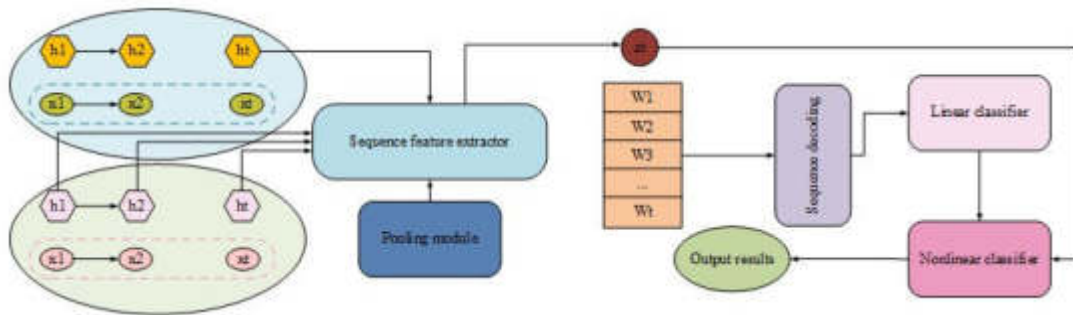 h1
h2
ht
x1
x2
xt
Sequence feature extractor
h1
h2
ht
x1
x2
xt
Pooling module
W1
W2
W3
...
Wt
Sequence decoding
Linear classifier
Nonlinear classifier
Output results